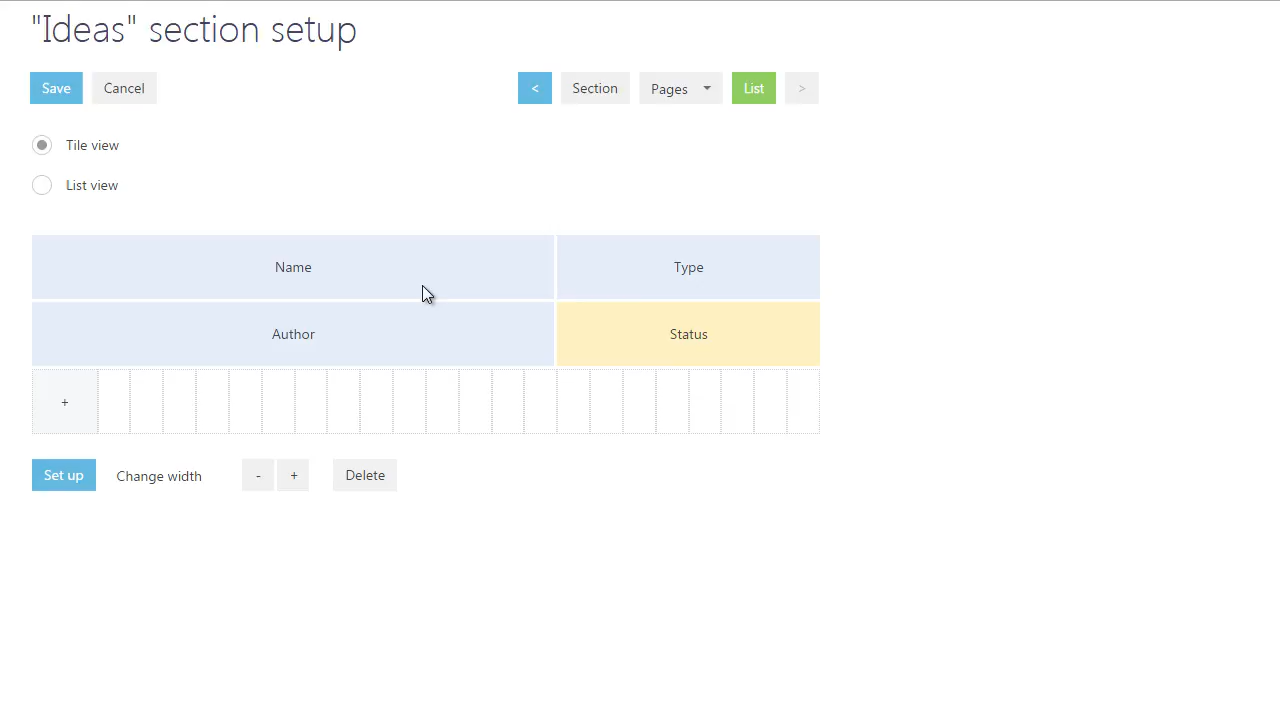 "Ideas" section setup
Save Cancel < Section Pages List >
Tile view
List view
Name Type
Author Status
+
Set up Change width - + Delete